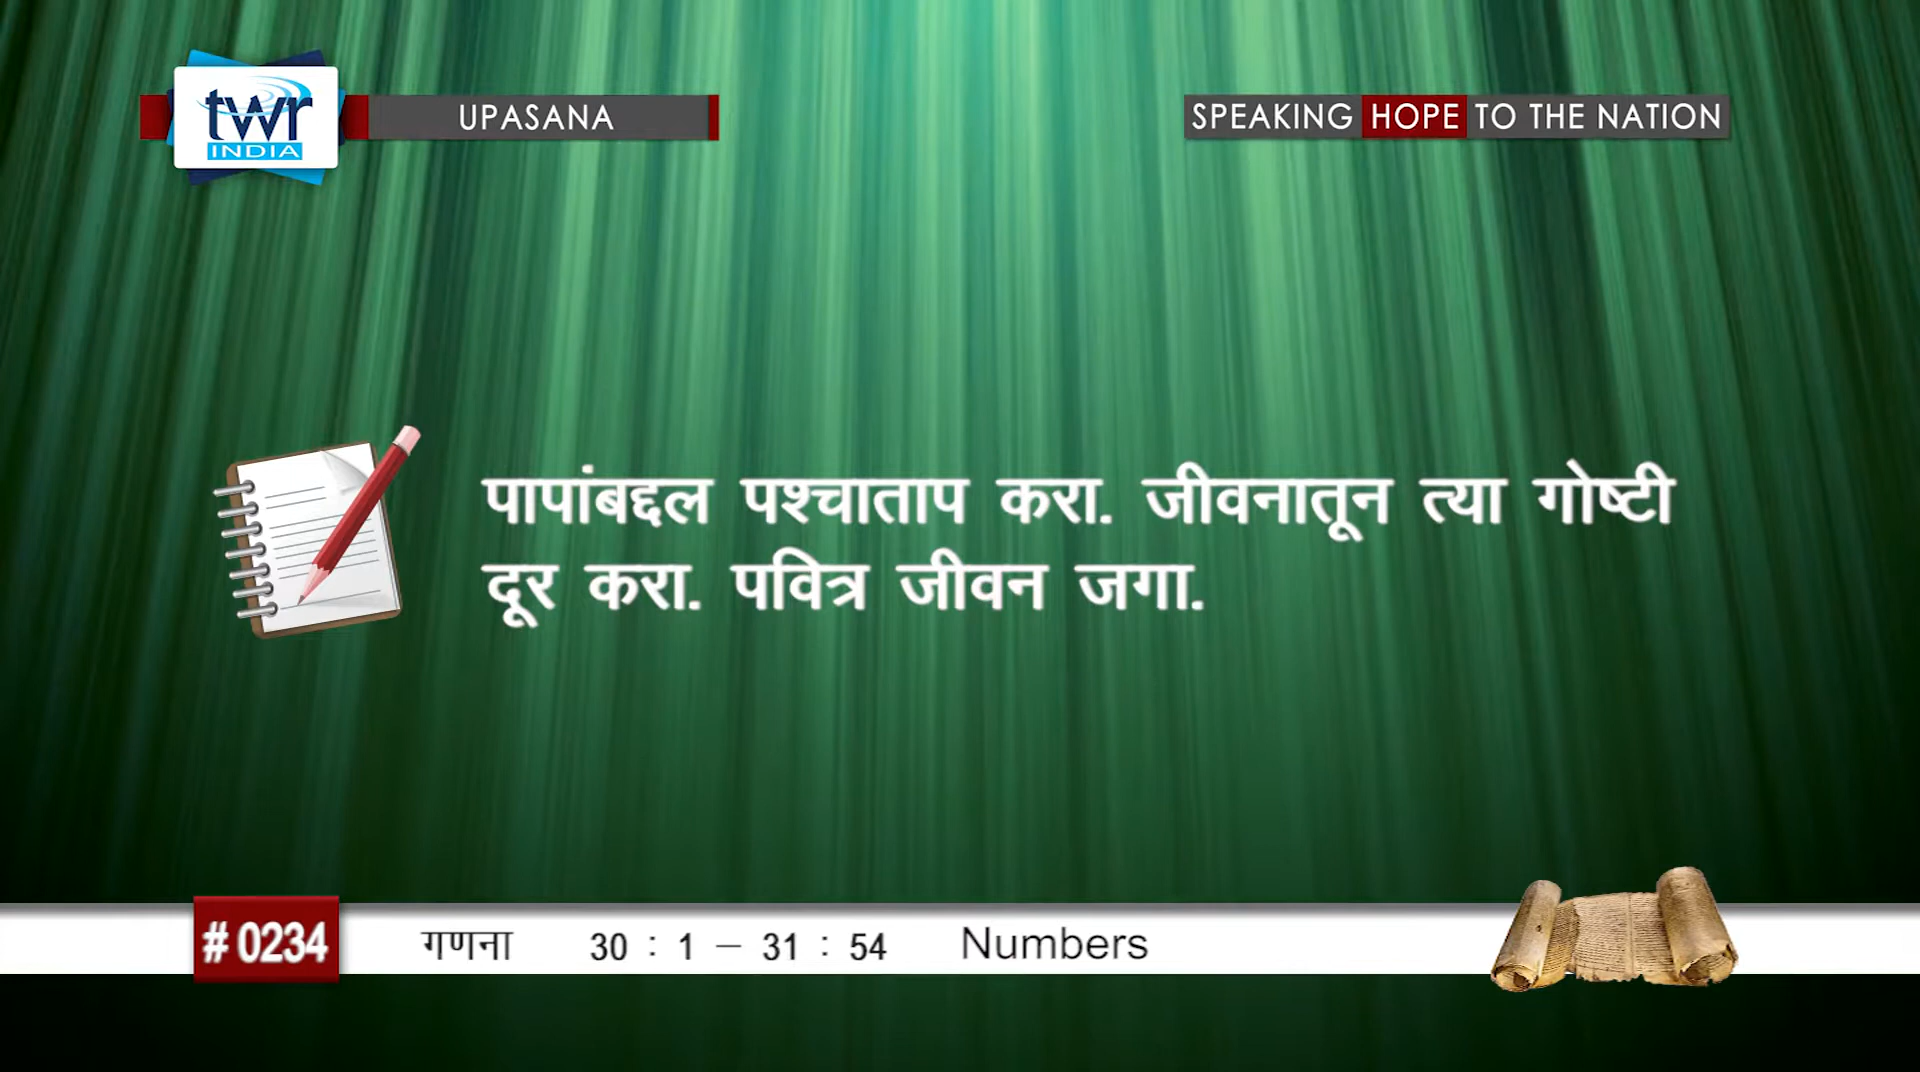 twr
INDIA
UPASANA
SPEAKING HOPE TO THE NATION
पापांबद्दल पश्चाताप करा. जीवनातून त्या गोष्टी
दूर करा. पवित्र जीवन जगा.
# 0234 गणना 30 : 1 – 31 : 54 Numbers